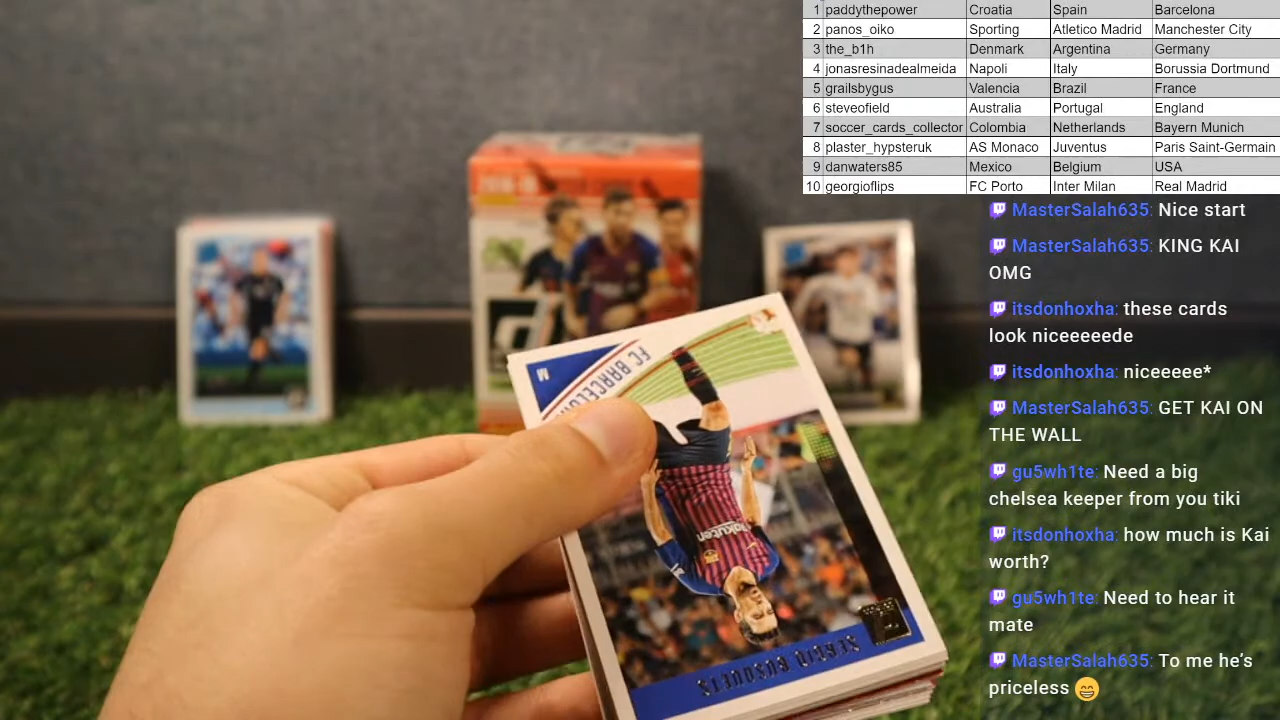 1 paddythepower Croatia Spain Barcelona
2 panos_oiko Sporting Atletico Madrid Manchester City
3 the_b1h Denmark Argentina Germany
4 jonasresinadealmeida Napoli Italy Borussia Dortmund
5 grailsbygus Valencia Brazil France
6 steveofield Australia Portugal England
7 soccer_cards_collector Colombia Netherlands Bayern Munich
8 plaster_hypsteruk AS Monaco Juventus Paris Saint-Germain
9 danwaters85 Mexico Belgium USA
10 georgioflips FC Porto Inter Milan Real Madrid
MasterSalah635: Nice start
MasterSalah635: KING KAI
OMG
itsdonhoxha: these cards
look niceeeeede
itsdonhoxha: niceeeee*
MasterSalah635: GET KAI ON
THE WALL
gu5wh1te: Need a big
chelsea keeper from you tiki
itsdonhoxha: how much is Kai
worth?
gu5wh1te: Need to hear it
mate
MasterSalah635: To me he's
priceless 😄
M
FC BARCELON
Rakuten
SERGIO BUSQUETS